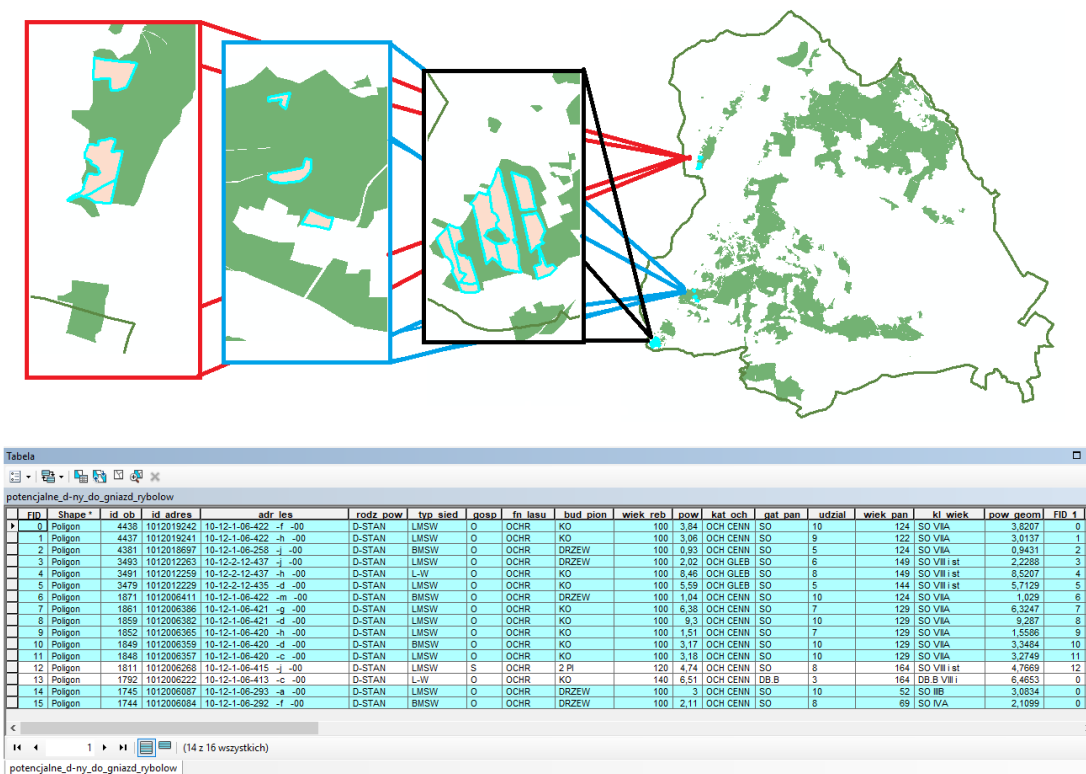 Tabela
potencjalne_d-ny_do_gniazd_rybolow
FID Shape * id_ob id_adres adr_les rodz_pow typ_sied gosp fn_lasu bud_pion wiek_reb pow kat_och gat_pan udzial wiek_pan kl_wiek pow_geom FID_1
0 Poligon 4438 1012019242 10-12-1-06-422 -f -00 D-STAN LMSW O OCHR KO 100 3,84 OCH CENN SO 10 124 SO VIIA 3,8207 0
1 Poligon 4437 1012019241 10-12-1-06-422 -h -00 D-STAN LMSW O OCHR KO 100 3,06 OCH CENN SO 9 122 SO VIIA 3,0137 1
2 Poligon 4381 1012018697 10-12-1-06-258 -j -00 D-STAN BMSW O OCHR DRZEW 100 0,93 OCH CENN SO 5 124 SO VIIA 0,9431 2
3 Poligon 3493 1012012263 10-12-2-12-437 -j -00 D-STAN LMSW O OCHR DRZEW 100 2,02 OCH GLEB SO 6 149 SO VIII i st 2,2288 3
4 Poligon 3491 1012012259 10-12-2-12-437 -h -00 D-STAN L-W O OCHR KO 100 8,46 OCH GLEB SO 8 149 SO VIII i st 8,5207 4
5 Poligon 3479 1012012229 10-12-2-12-435 -d -00 D-STAN LMSW O OCHR KO 100 5,59 OCH GLEB SO 5 144 SO VIII i st 5,7129 5
6 Poligon 1871 1012006411 10-12-1-06-422 -m -00 D-STAN BMSW O OCHR DRZEW 100 1,04 OCH CENN SO 10 124 SO VIIA 1,029 6
7 Poligon 1861 1012006386 10-12-1-06-421 -g -00 D-STAN LMSW O OCHR KO 100 6,38 OCH CENN SO 7 129 SO VIIA 6,3247 7
8 Poligon 1859 1012006382 10-12-1-06-421 -d -00 D-STAN LMSW O OCHR KO 100 9,3 OCH CENN SO 10 129 SO VIIA 9,287 8
9 Poligon 1852 1012006365 10-12-1-06-420 -h -00 D-STAN LMSW O OCHR KO 100 1,51 OCH CENN SO 7 129 SO VIIA 1,5586 9
10 Poligon 1849 1012006359 10-12-1-06-420 -d -00 D-STAN BMSW O OCHR KO 100 3,17 OCH CENN SO 10 129 SO VIIA 3,3484 10
11 Poligon 1848 1012006357 10-12-1-06-420 -c -00 D-STAN LMSW O OCHR KO 100 3,18 OCH CENN SO 10 129 SO VIIA 3,2749 11
12 Poligon 1811 1012006268 10-12-1-06-415 -j -00 D-STAN LMSW S OCHR 2 PI 120 4,74 OCH CENN SO 8 164 SO VIII i st 4,7669 12
13 Poligon 1792 1012006222 10-12-1-06-413 -c -00 D-STAN L-W O OCHR KO 140 6,51 OCH CENN DB.B 3 164 DB.B VIII i 6,4653 0
14 Poligon 1745 1012006087 10-12-1-06-293 -a -00 D-STAN LMSW O OCHR DRZEW 100 3 OCH CENN SO 10 52 SO IIIB 3,0834 0
15 Poligon 1744 1012006084 10-12-1-06-292 -f -00 D-STAN BMSW O OCHR DRZEW 100 2,11 OCH CENN SO 8 69 SO IVA 2,1099 0
1 (14 z 16 wszystkich)
potencjalne_d-ny_do_gniazd_rybolow